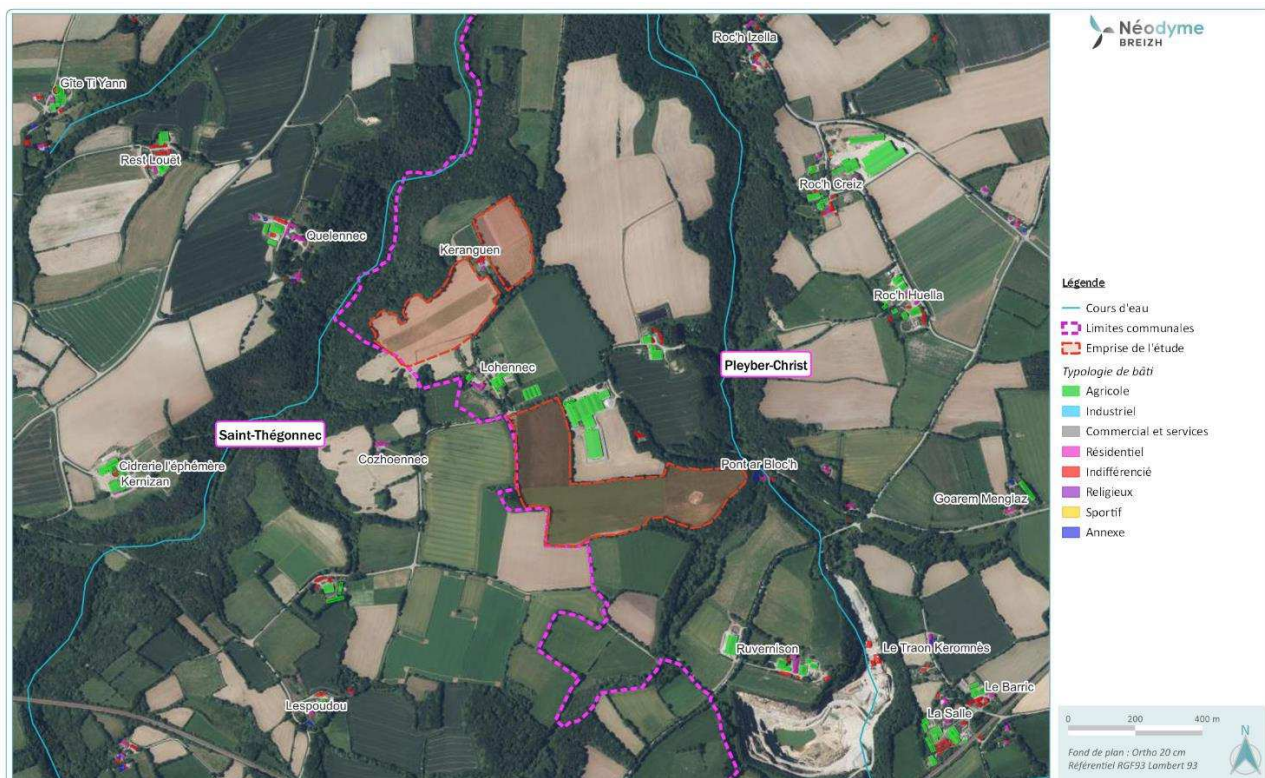 Néodyme
BREIZH
Roc'h Izella
Gîte Ti Yann
Rest Louët
Roc'h Creiz
Quelennec
Keranguen
Roc'h Huella
Lohennec
Pleyber-Christ
Saint-Thégonnec
Cozhoennec
Cidrerie l'éphémère
Kernizan
Pont ar Bloc'h
Goarem Menglaz
Ruvernison
Le Traon Keromnès
Le Barric
Lespoudou
La Salle
Légende
Cours d'eau
Limites communales
Emprise de l'étude
Typologie de bâti
Agricole
Industriel
Commercial et services
Résidentiel
Indifférencié
Religieux
Sportif
Annexe
0 200 400 m
N
Fond de plan : Ortho 20 cm
Référentiel RGF93 Lambert 93